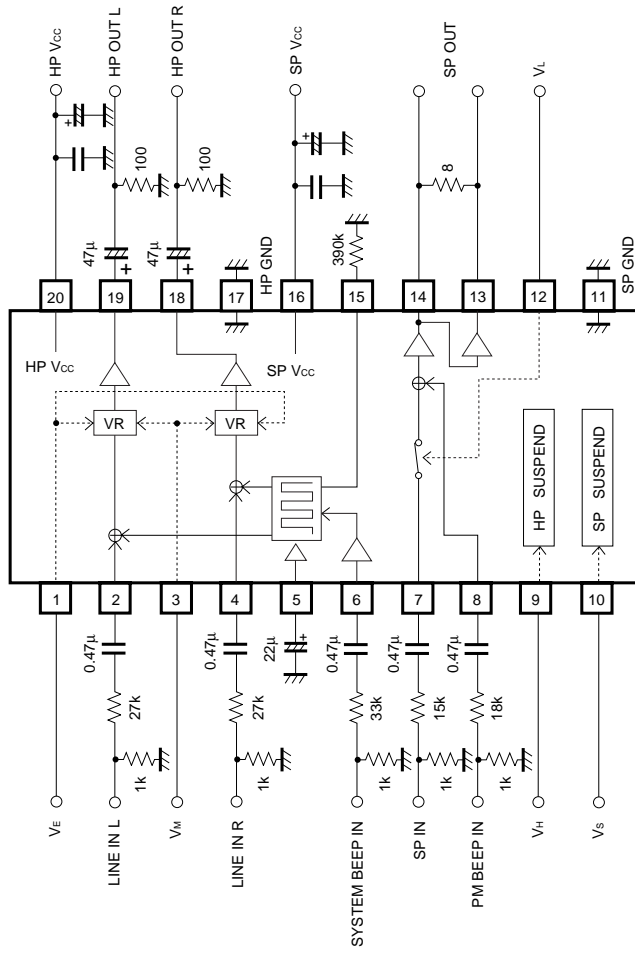 HP Vcc
HP OUT L
HP OUT R
SP Vcc
SP OUT
VL
100
100
8
47µ
47µ
HP GND
390k
SP GND
20
19
18
17
16
15
14
13
12
11
HP Vcc
SP Vcc
VR
VR
HP SUSPEND
SP SUSPEND
1
2
3
4
5
6
7
8
9
10
0.47µ
0.47µ
22µ
0.47µ
0.47µ
0.47µ
27k
27k
33k
15k
18k
1k
1k
1k
1k
1k
VE
LINE IN L
VM
LINE IN R
SYSTEM BEEP IN
SP IN
PM BEEP IN
VH
VS